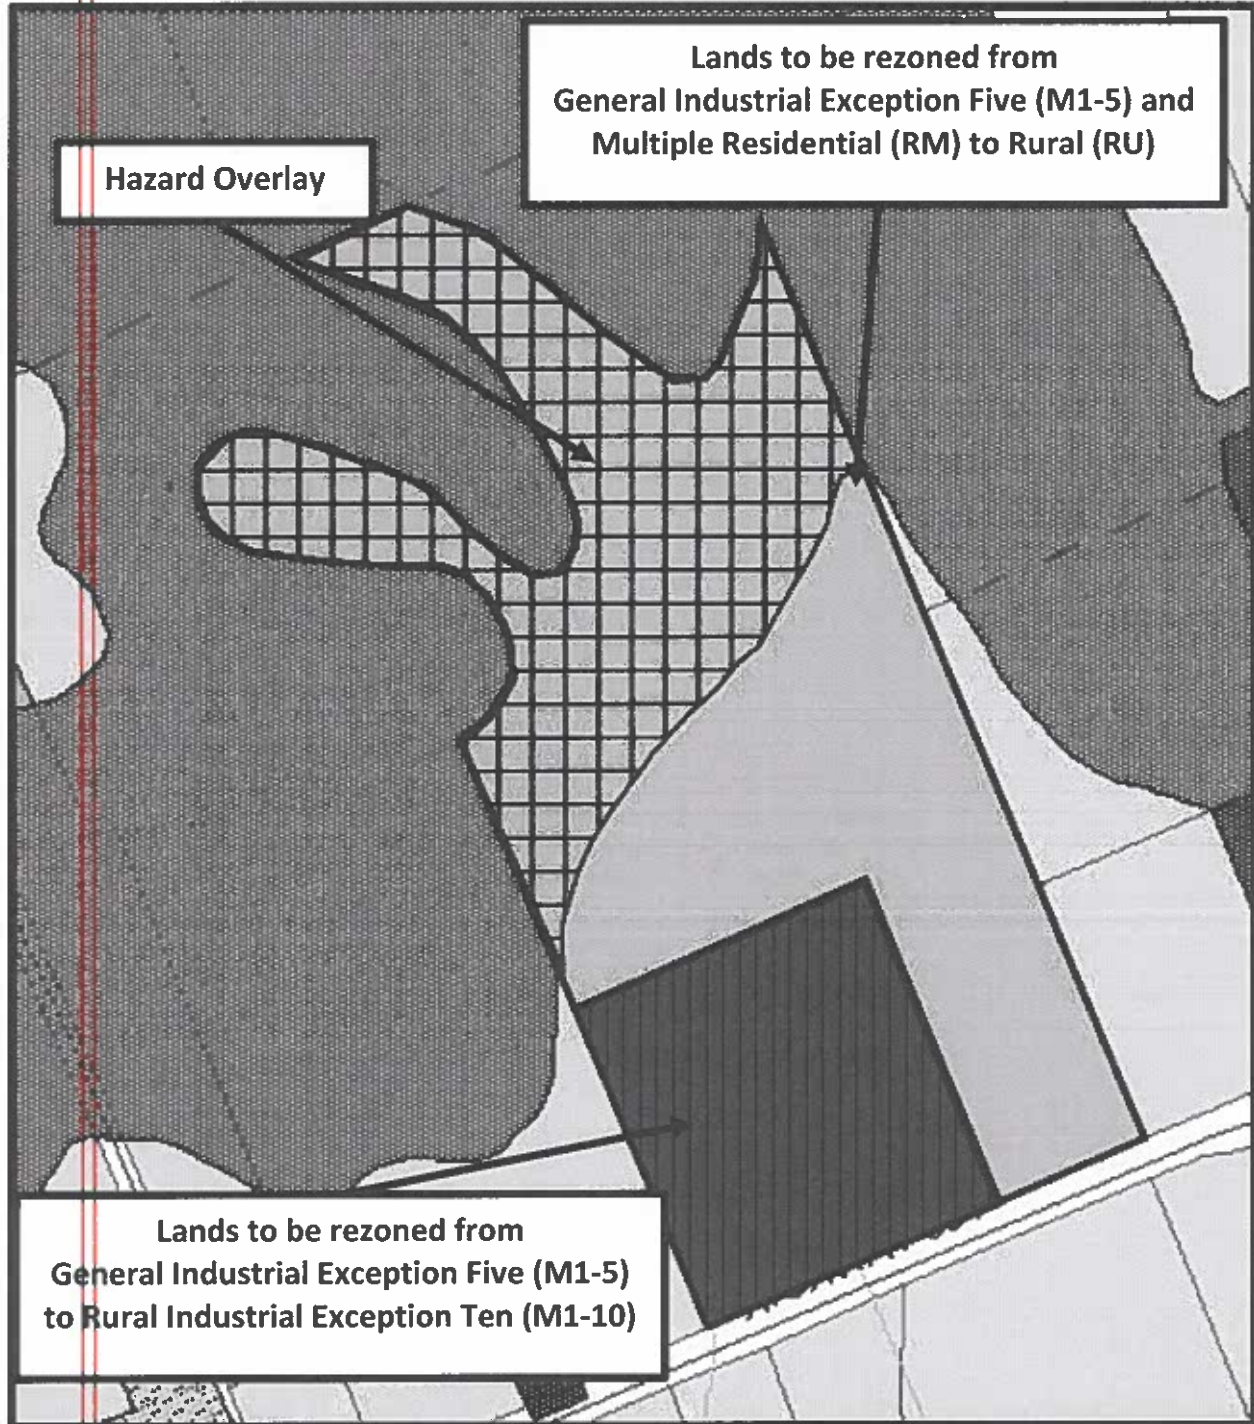 Lands to be rezoned from
General Industrial Exception Five (M1-5) and
Multiple Residential (RM) to Rural (RU)
Hazard Overlay
Lands to be rezoned from
General Industrial Exception Five (M1-5)
to Rural Industrial Exception Ten (M1-10)